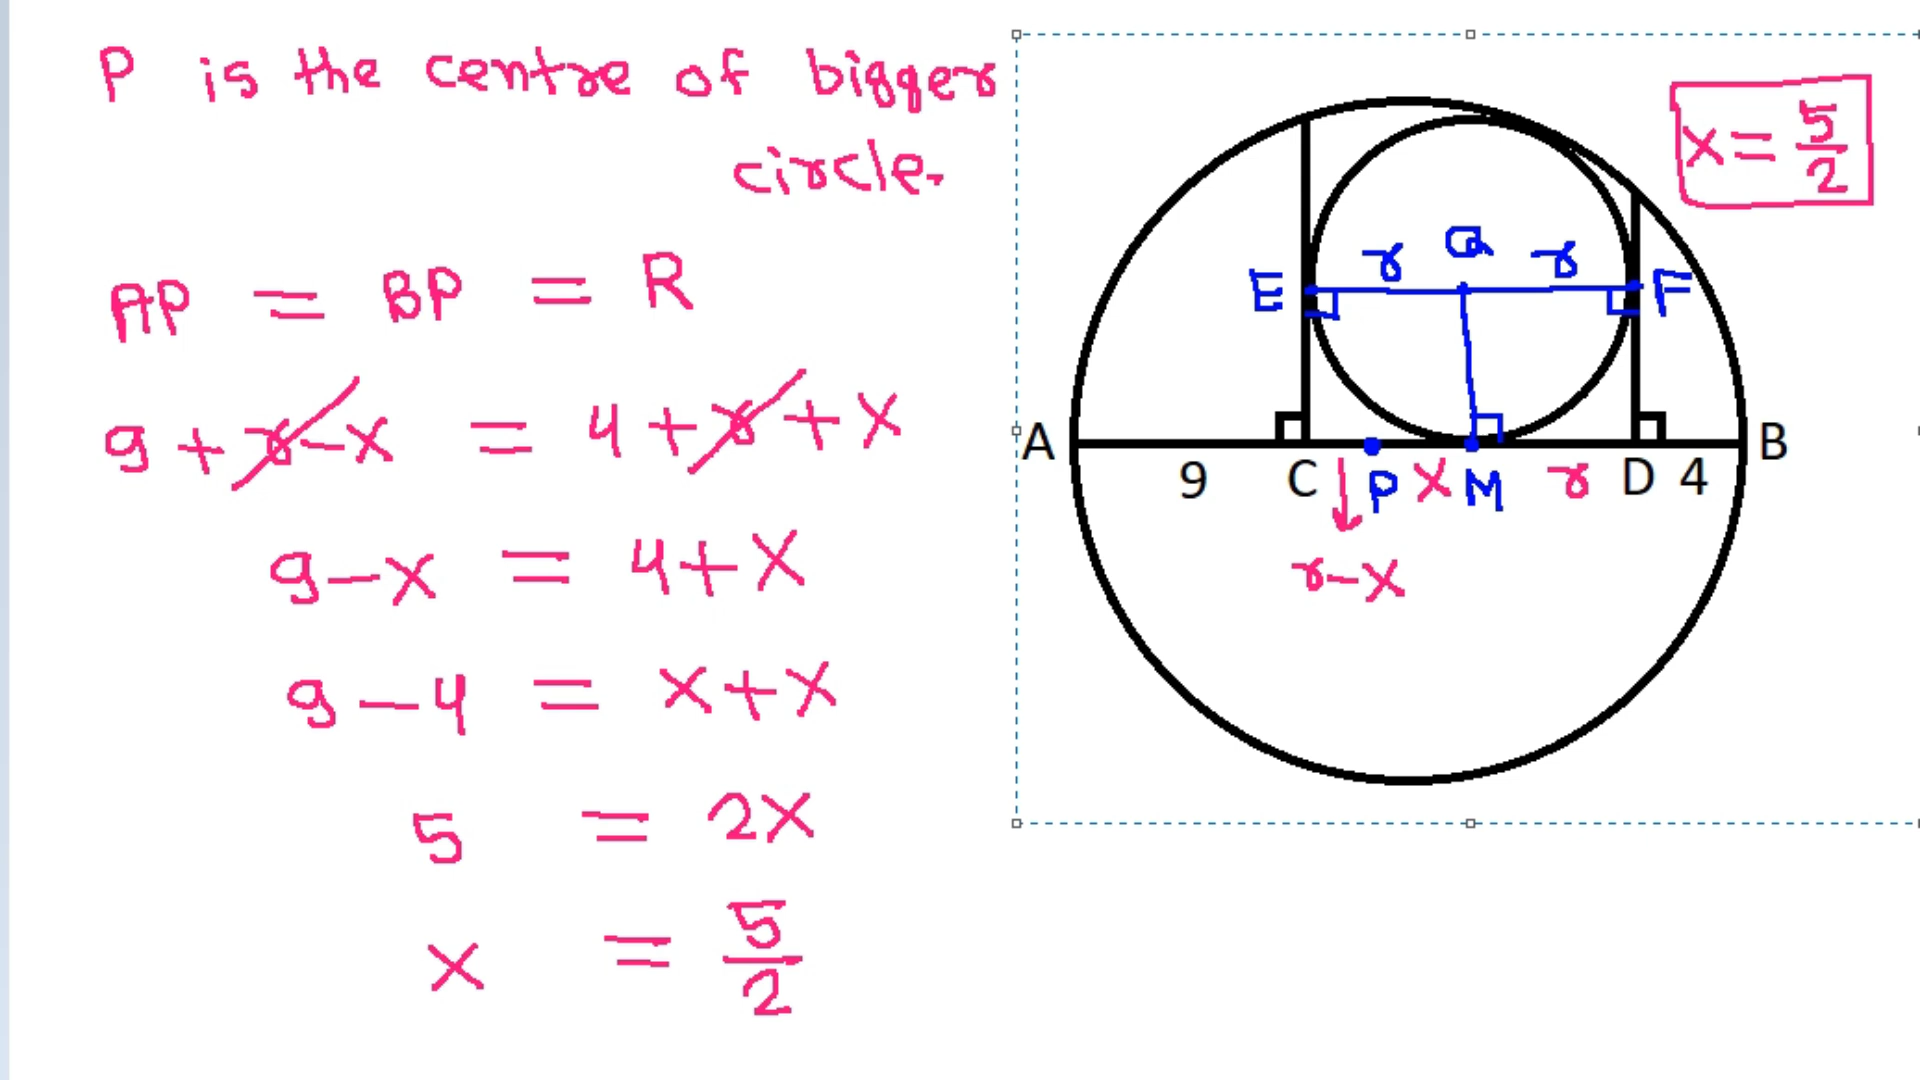 P is the centre of bigger
circle.
AP = BP = R
9 + r - x = 4 + r + x
9 - x = 4 + x
9 - 4 = x + x
5 = 2x
x = 5/2
x = 5/2
r Q r
E F
A 9 C P x M r D 4 B
r - x